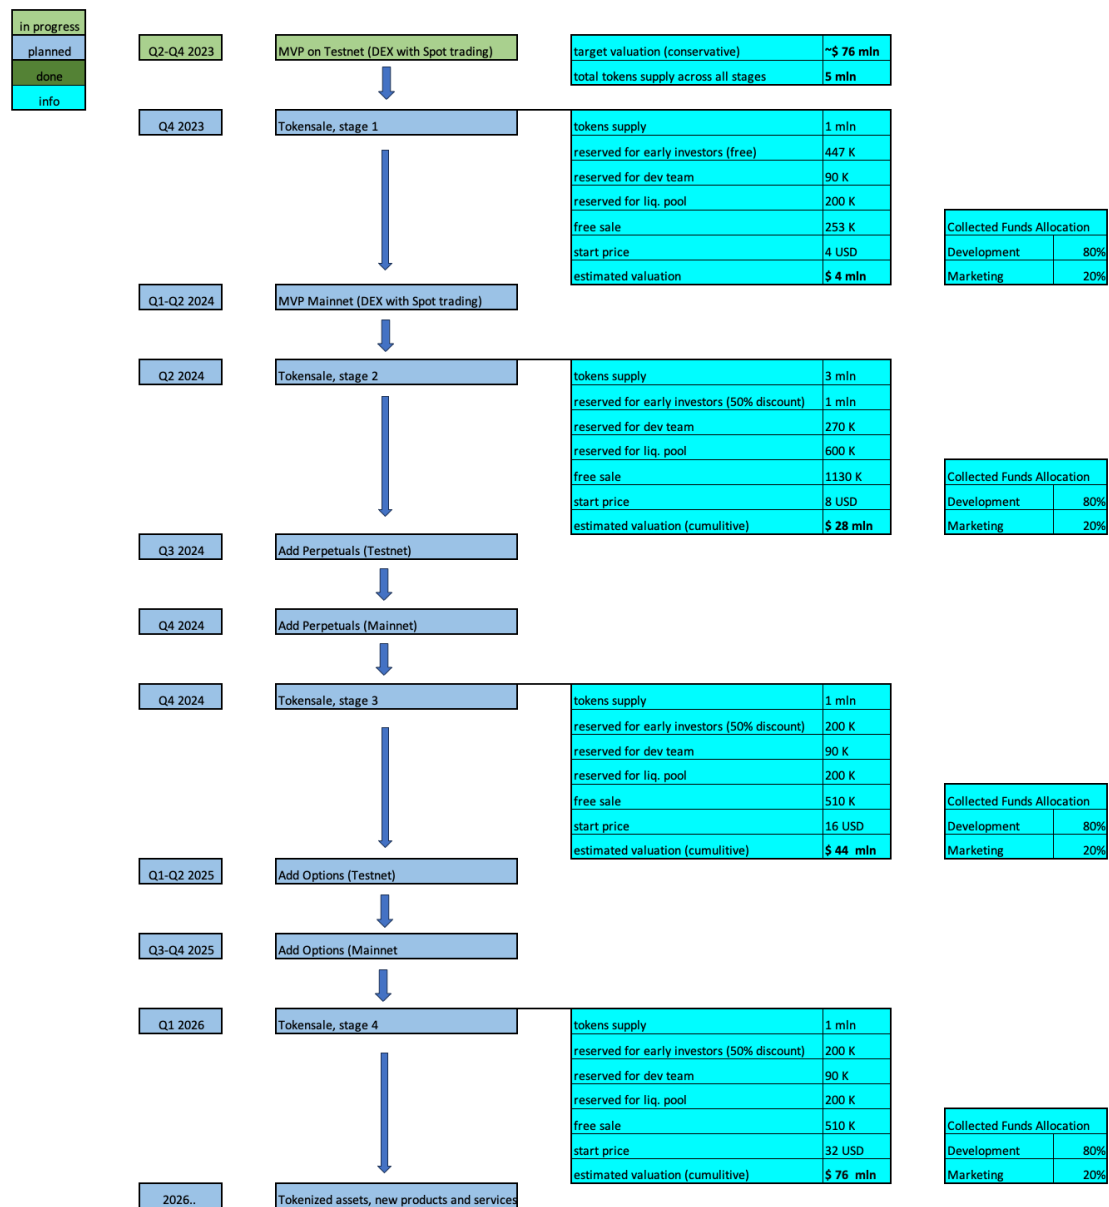 in progress
planned
done
info
Q2-Q4 2023
MVP on Testnet (DEX with Spot trading)
target valuation (conservative) ~$ 76 mln
total tokens supply across all stages 5 mln
Q4 2023
Tokensale, stage 1
tokens supply 1 mln
reserved for early investors (free) 447 K
reserved for dev team 90 K
reserved for liq. pool 200 K
free sale 253 K
start price 4 USD
estimated valuation $ 4 mln
Collected Funds Allocation
Development 80%
Marketing 20%
Q1-Q2 2024
MVP Mainnet (DEX with Spot trading)
Q2 2024
Tokensale, stage 2
tokens supply 3 mln
reserved for early investors (50% discount) 1 mln
reserved for dev team 270 K
reserved for liq. pool 600 K
free sale 1130 K
start price 8 USD
estimated valuation (cumulitive) $ 28 mln
Collected Funds Allocation
Development 80%
Marketing 20%
Q3 2024
Add Perpetuals (Testnet)
Q4 2024
Add Perpetuals (Mainnet)
Q4 2024
Tokensale, stage 3
tokens supply 1 mln
reserved for early investors (50% discount) 200 K
reserved for dev team 90 K
reserved for liq. pool 200 K
free sale 510 K
start price 16 USD
estimated valuation (cumulitive) $ 44 mln
Collected Funds Allocation
Development 80%
Marketing 20%
Q1-Q2 2025
Add Options (Testnet)
Q3-Q4 2025
Add Options (Mainnet
Q1 2026
Tokensale, stage 4
tokens supply 1 mln
reserved for early investors (50% discount) 200 K
reserved for dev team 90 K
reserved for liq. pool 200 K
free sale 510 K
start price 32 USD
estimated valuation (cumulitive) $ 76 mln
Collected Funds Allocation
Development 80%
Marketing 20%
2026..
Tokenized assets, new products and services